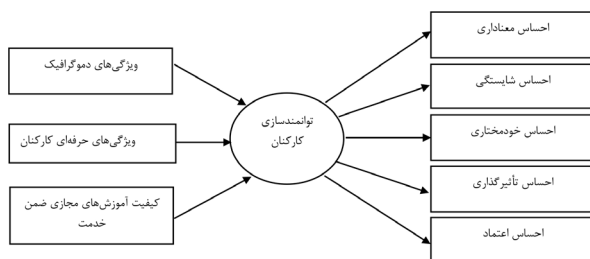 احساس معناداری
ویژگی‌های دموگرافیک
احساس شایستگی
توانمندسازی
کارکنان
احساس خودمختاری
ویژگی‌های حرفه‌ای کارکنان
احساس تأثیرگذاری
کیفیت آموزش‌های مجازی ضمن
خدمت
احساس اعتماد